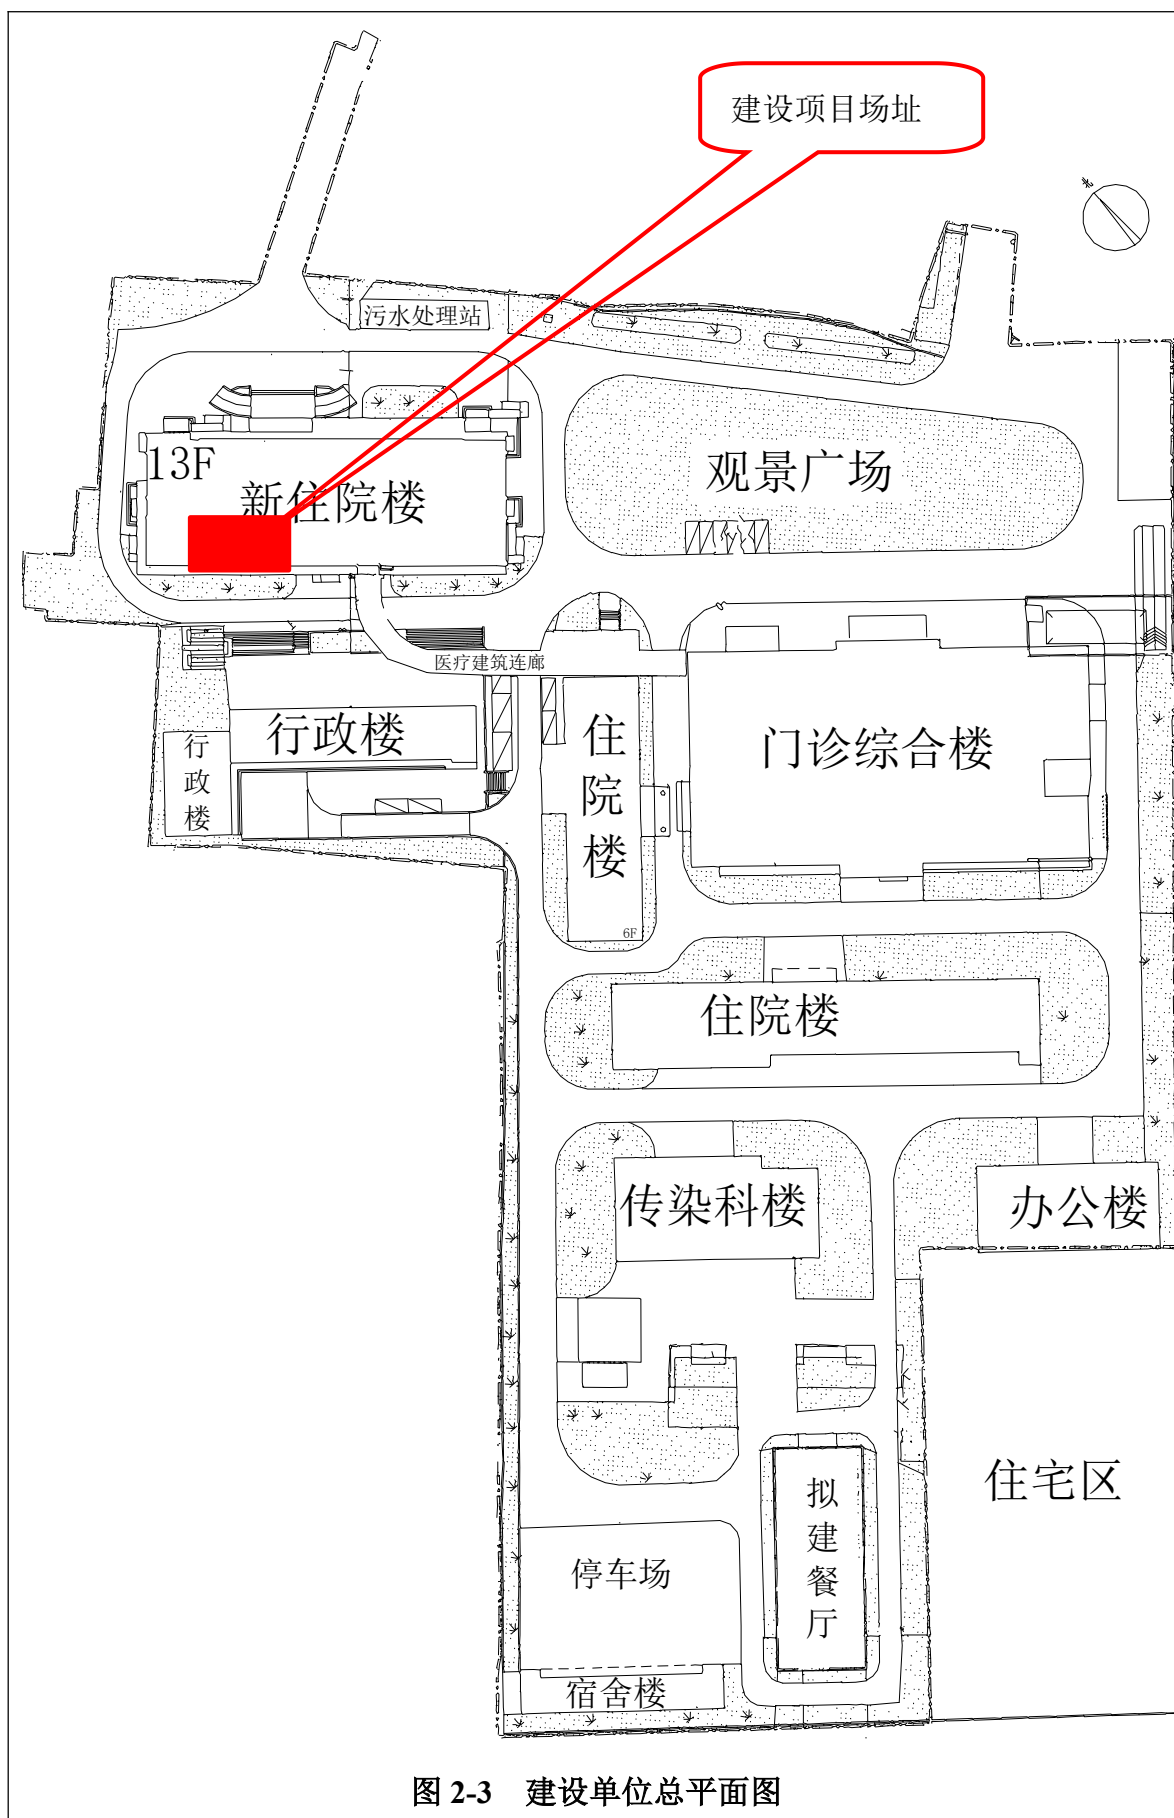 建设项目场址
北
污水处理站
13F
新住院楼
观景广场
医疗建筑连廊
行政楼
行政楼
住院楼
6F
门诊综合楼
住院楼
传染科楼
办公楼
住宅区
拟建餐厅
停车场
宿舍楼
图 2-3 建设单位总平面图